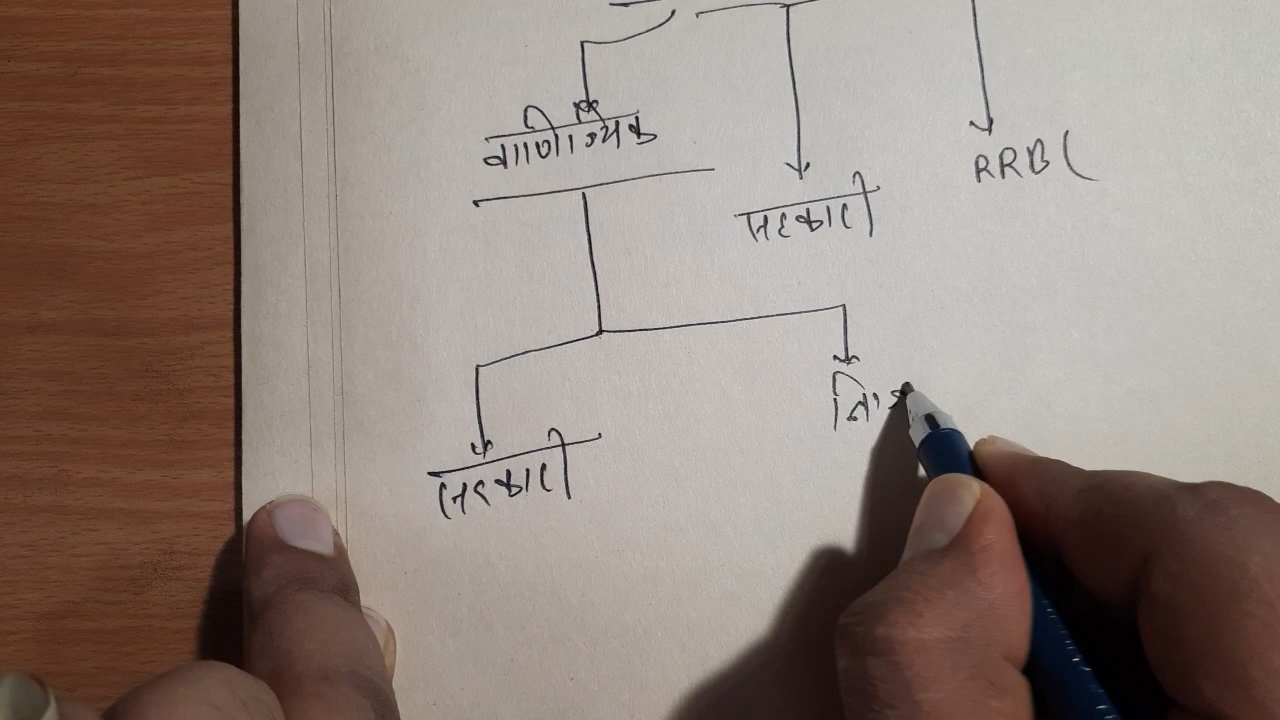 वाणिज्यिक
सहकारी
RRB(
नि
सरकारी